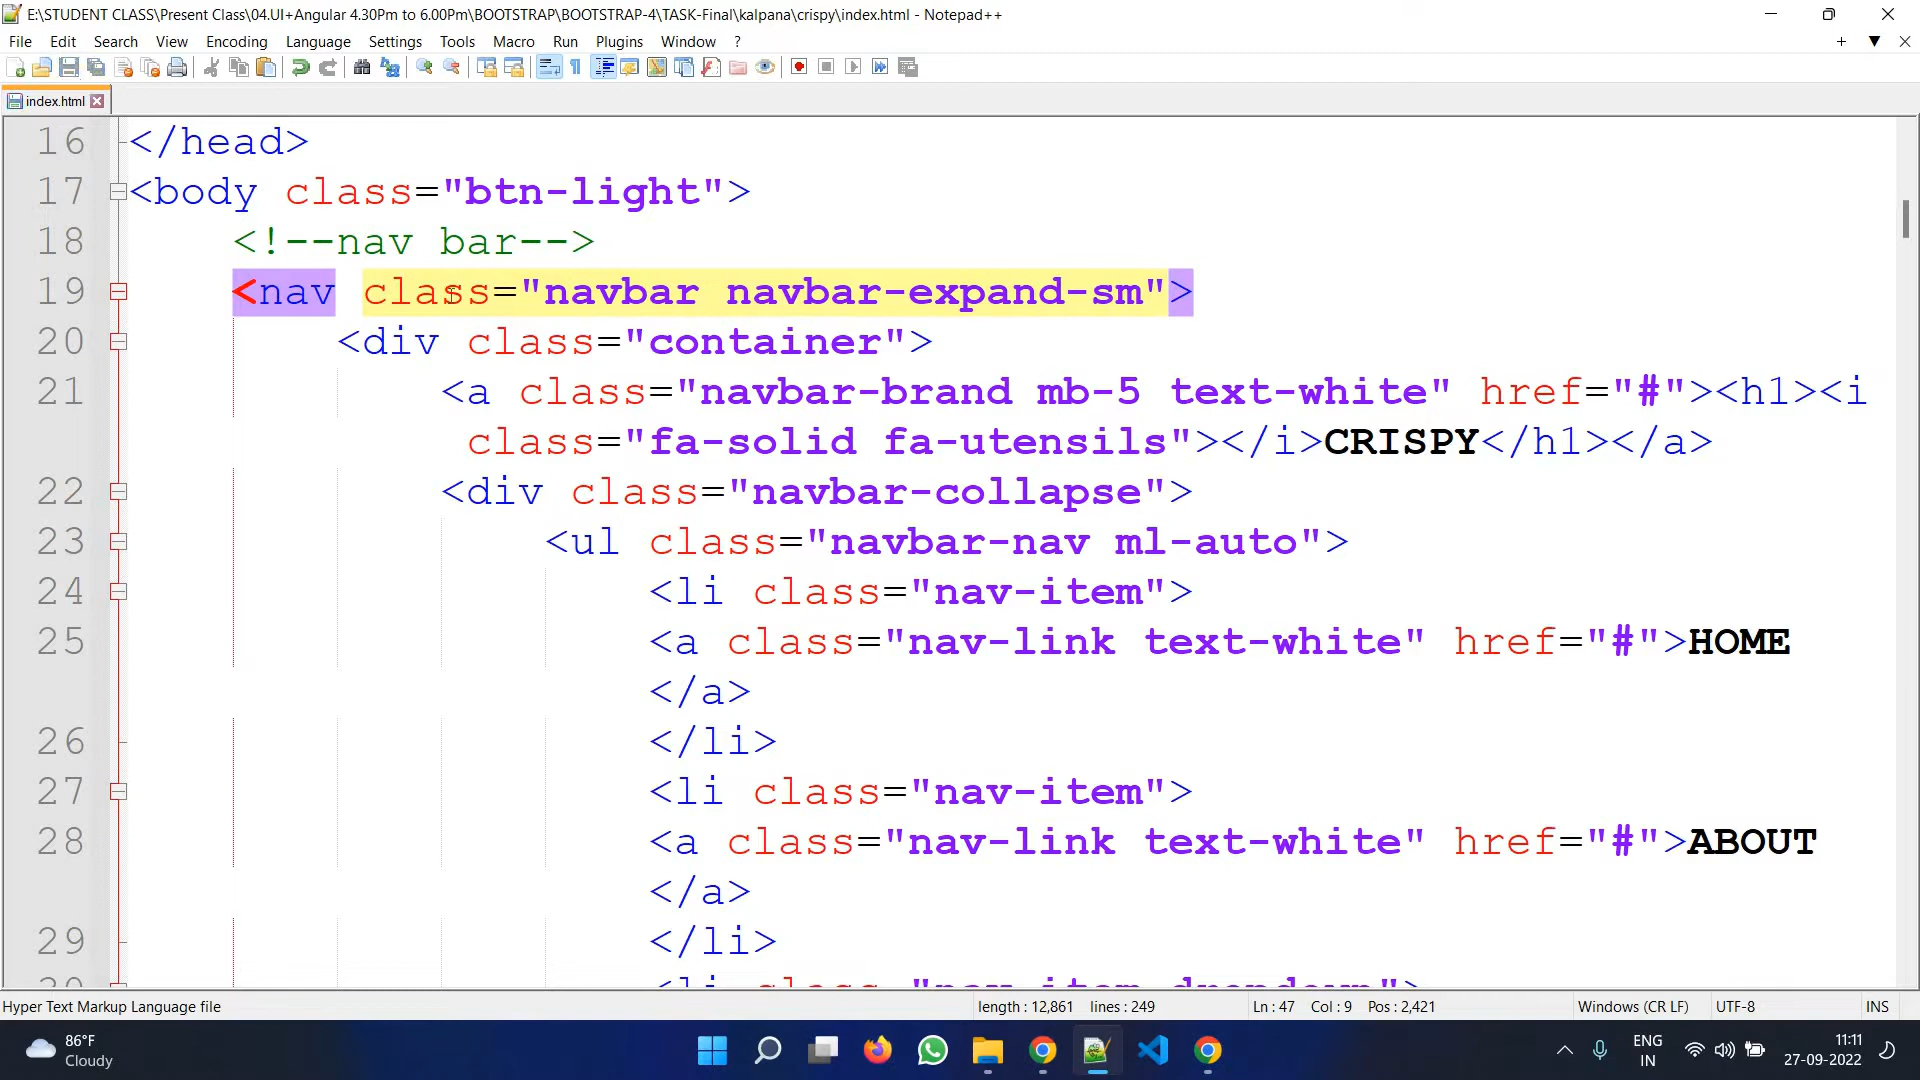 E:\STUDENT CLASS\Present Class\04.UI+Angular 4.30Pm to 6.00Pm\BOOTSTRAP\BOOTSTRAP-4\TASK-Final\kalpana\crispy\index.html - Notepad++
File Edit Search View Encoding Language Settings Tools Macro Run Plugins Window ?
index.html
16 </head>
17 <body class="btn-light">
18 <!--nav bar-->
19 <nav class="navbar navbar-expand-sm">
20 <div class="container">
21 <a class="navbar-brand mb-5 text-white" href="#"><h1><i
class="fa-solid fa-utensils"></i>CRISPY</h1></a>
22 <div class="navbar-collapse">
23 <ul class="navbar-nav ml-auto">
24 <li class="nav-item">
25 <a class="nav-link text-white" href="#">HOME
</a>
26 </li>
27 <li class="nav-item">
28 <a class="nav-link text-white" href="#">ABOUT
</a>
29 </li>
30 <li class="nav-item dropdown">
Hyper Text Markup Language file length : 12,861 lines : 249 Ln : 47 Col : 9 Pos : 2,421 Windows (CR LF) UTF-8 INS
86°F
Cloudy
ENG
IN
11:11
27-09-2022